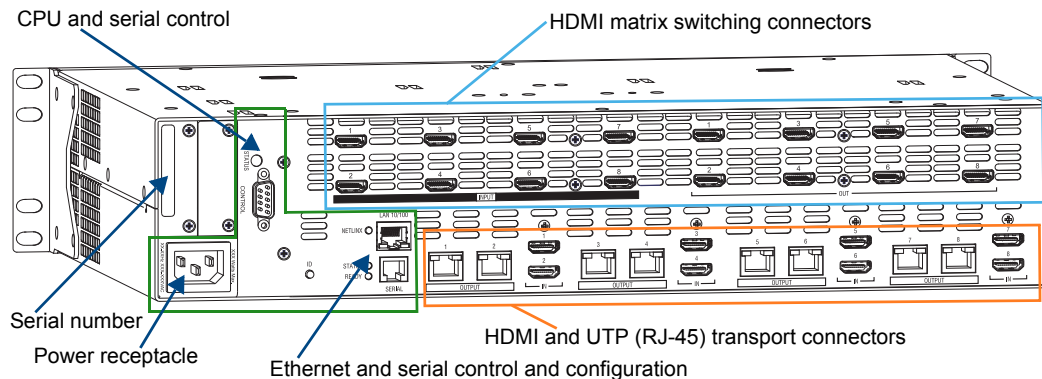 CPU and serial control
HDMI matrix switching connectors
1 3 5 7 1 3 5 7
STATUS
2 4 6 8 2 4 6 8
CONTROL
INPUT
OUT
LAN 10/100
NETLINX
1 2 1 3 4 3 5 6 5 7 8 7
ID
STATUS
READY
2 4 6 8
SERIAL
OUTPUT IN OUTPUT IN OUTPUT IN OUTPUT IN
Serial number
HDMI and UTP (RJ-45) transport connectors
Power receptacle
Ethernet and serial control and configuration